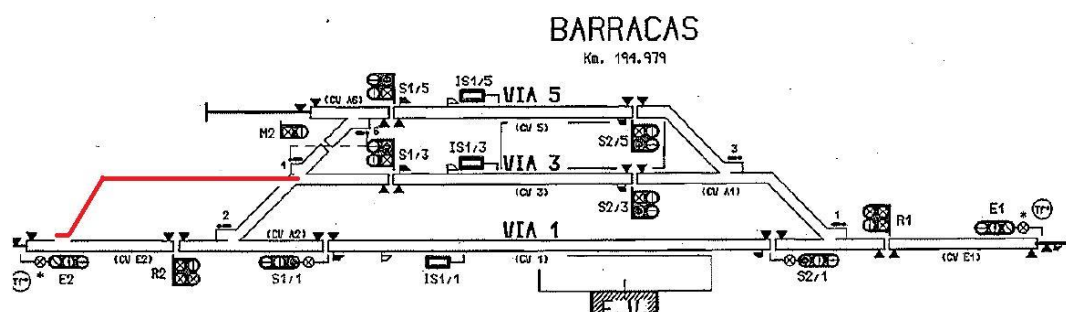 BARRACAS
Km. 194.979
S1/5
IS1/5
VIA 5
(CV A6)
(CV 5)
M2
6
S2/5
4
S1/3
IS1/3
VIA 3
3
(CV 3)
(CV A1)
S2/3
2
VIA 1
1
R1
E1
*
(CV A2)
(CV E2)
(CV 1)
(CV E1)
*
E2
R2
S1/1
IS1/1
S2/1